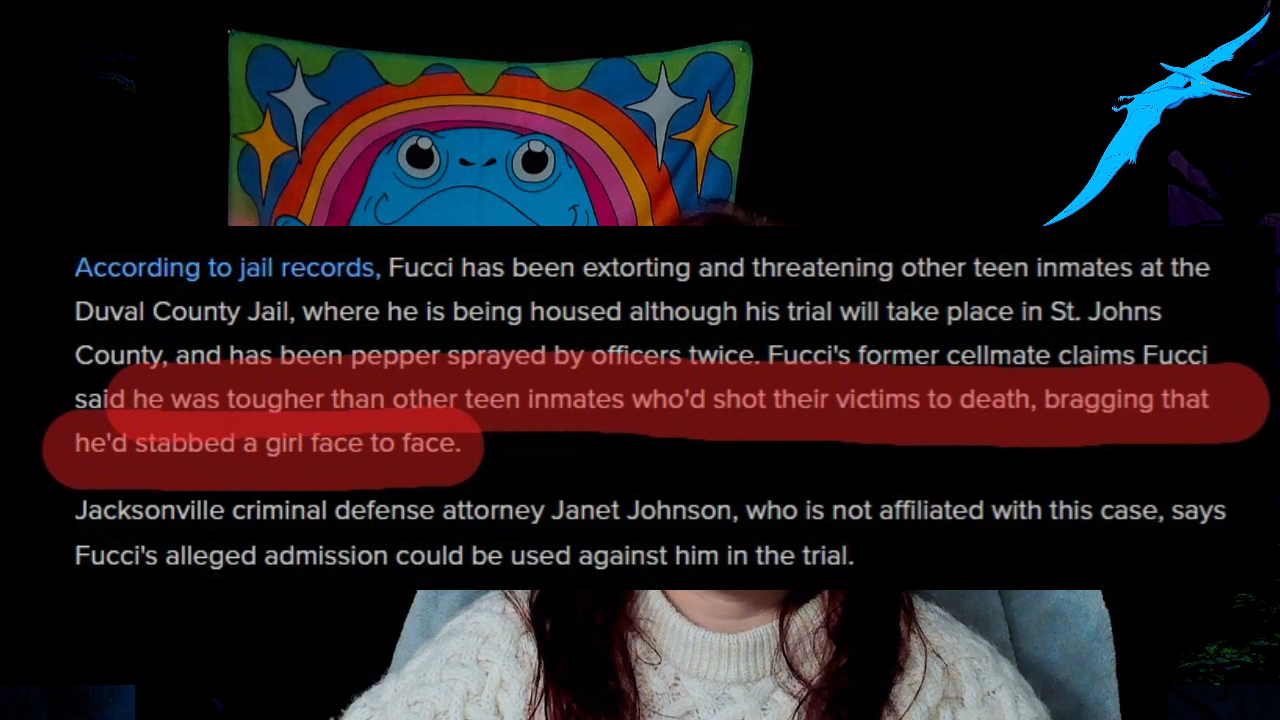 According to jail records, Fucci has been extorting and threatening other teen inmates at the
Duval County Jail, where he is being housed although his trial will take place in St. Johns
County, and has been pepper sprayed by officers twice. Fucci's former cellmate claims Fucci
said he was tougher than other teen inmates who'd shot their victims to death, bragging that
he'd stabbed a girl face to face.
Jacksonville criminal defense attorney Janet Johnson, who is not affiliated with this case, says
Fucci's alleged admission could be used against him in the trial.